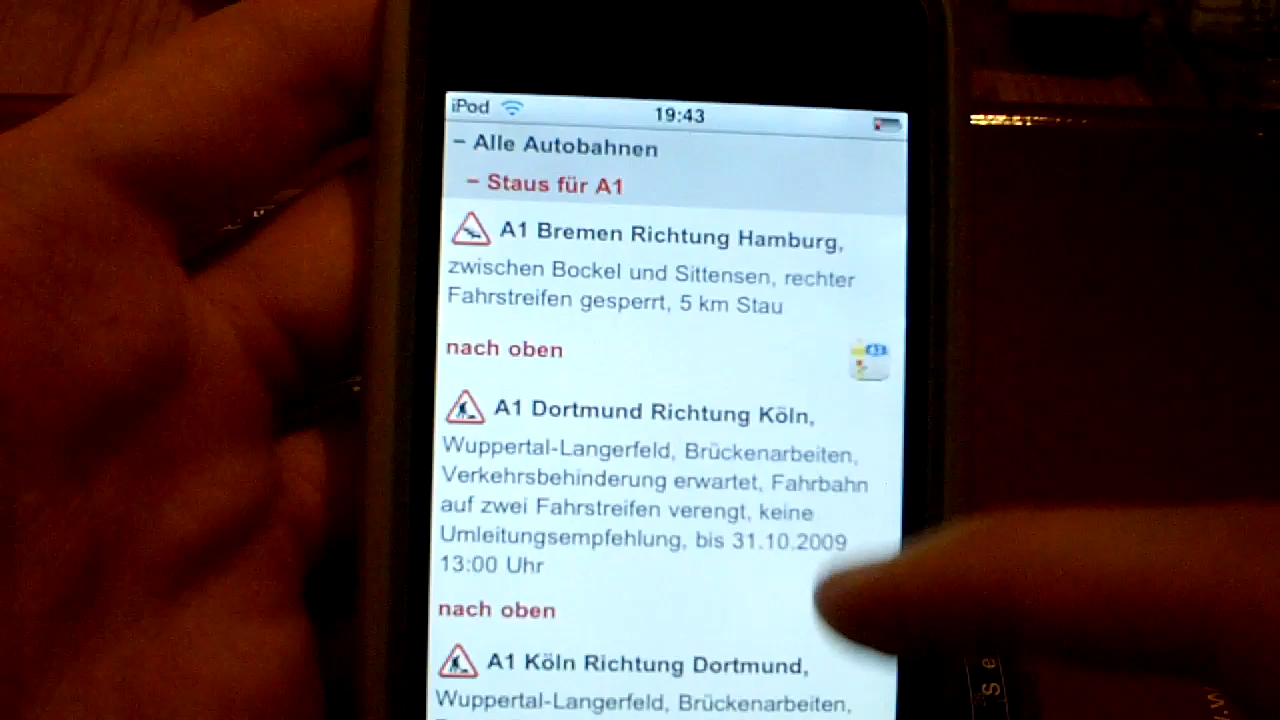 iPod 19:43
– Alle Autobahnen
– Staus für A1
A1 Bremen Richtung Hamburg,
zwischen Bockel und Sittensen, rechter
Fahrstreifen gesperrt, 5 km Stau
nach oben
A1 Dortmund Richtung Köln,
Wuppertal-Langerfeld, Brückenarbeiten,
Verkehrsbehinderung erwartet, Fahrbahn
auf zwei Fahrstreifen verengt, keine
Umleitungsempfehlung, bis 31.10.2009
13:00 Uhr
nach oben
A1 Köln Richtung Dortmund,
Wuppertal-Langerfeld, Brückenarbeiten,